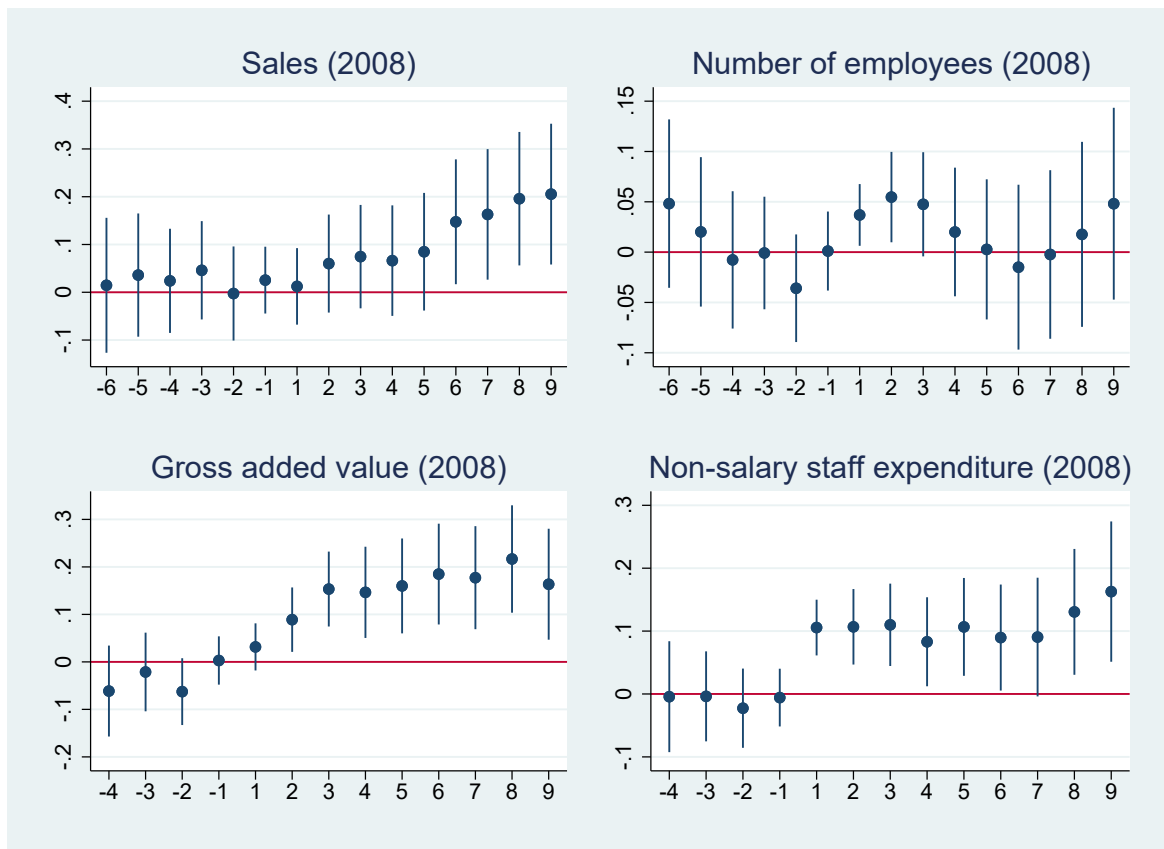 Sales (2008)
.4
.3
.2
.1
0
-.1
-6 -5 -4 -3 -2 -1 1 2 3 4 5 6 7 8 9
Number of employees (2008)
.15
.1
.05
0
-.05
-.1
-6 -5 -4 -3 -2 -1 1 2 3 4 5 6 7 8 9
Gross added value (2008)
.3
.2
.1
0
-.1
-.2
-4 -3 -2 -1 1 2 3 4 5 6 7 8 9
Non-salary staff expenditure (2008)
.3
.2
.1
0
-.1
-4 -3 -2 -1 1 2 3 4 5 6 7 8 9